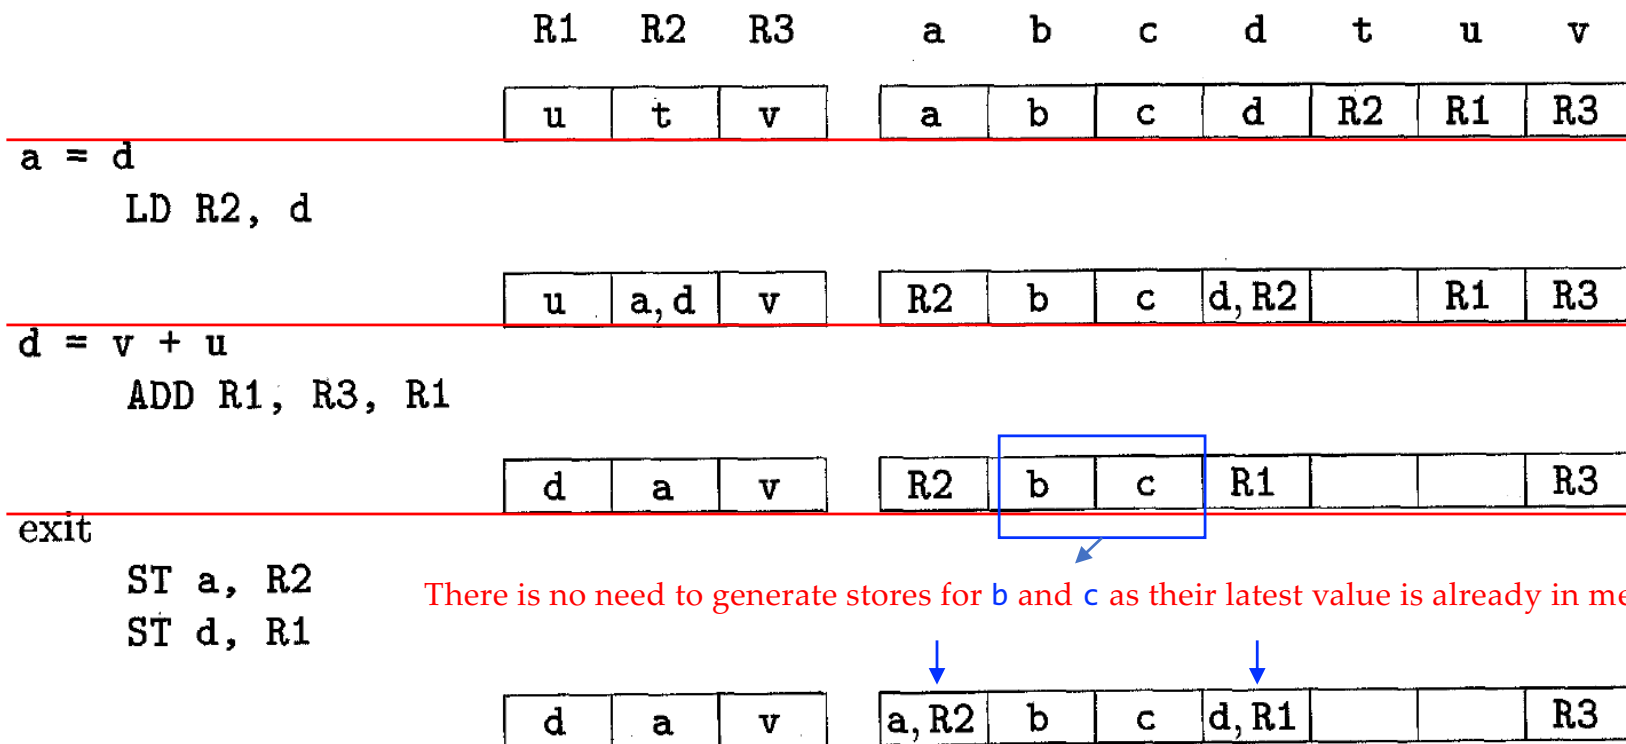 R1 R2 R3 a b c d t u v
u t v a b c d R2 R1 R3
a = d
LD R2, d
u a, d v R2 b c d, R2 R1 R3
d = v + u
ADD R1, R3, R1
d a v R2 b c R1 R3
exit
ST a, R2
There is no need to generate stores for b and c as their latest value is already in me
ST d, R1
d a v a, R2 b c d, R1 R3